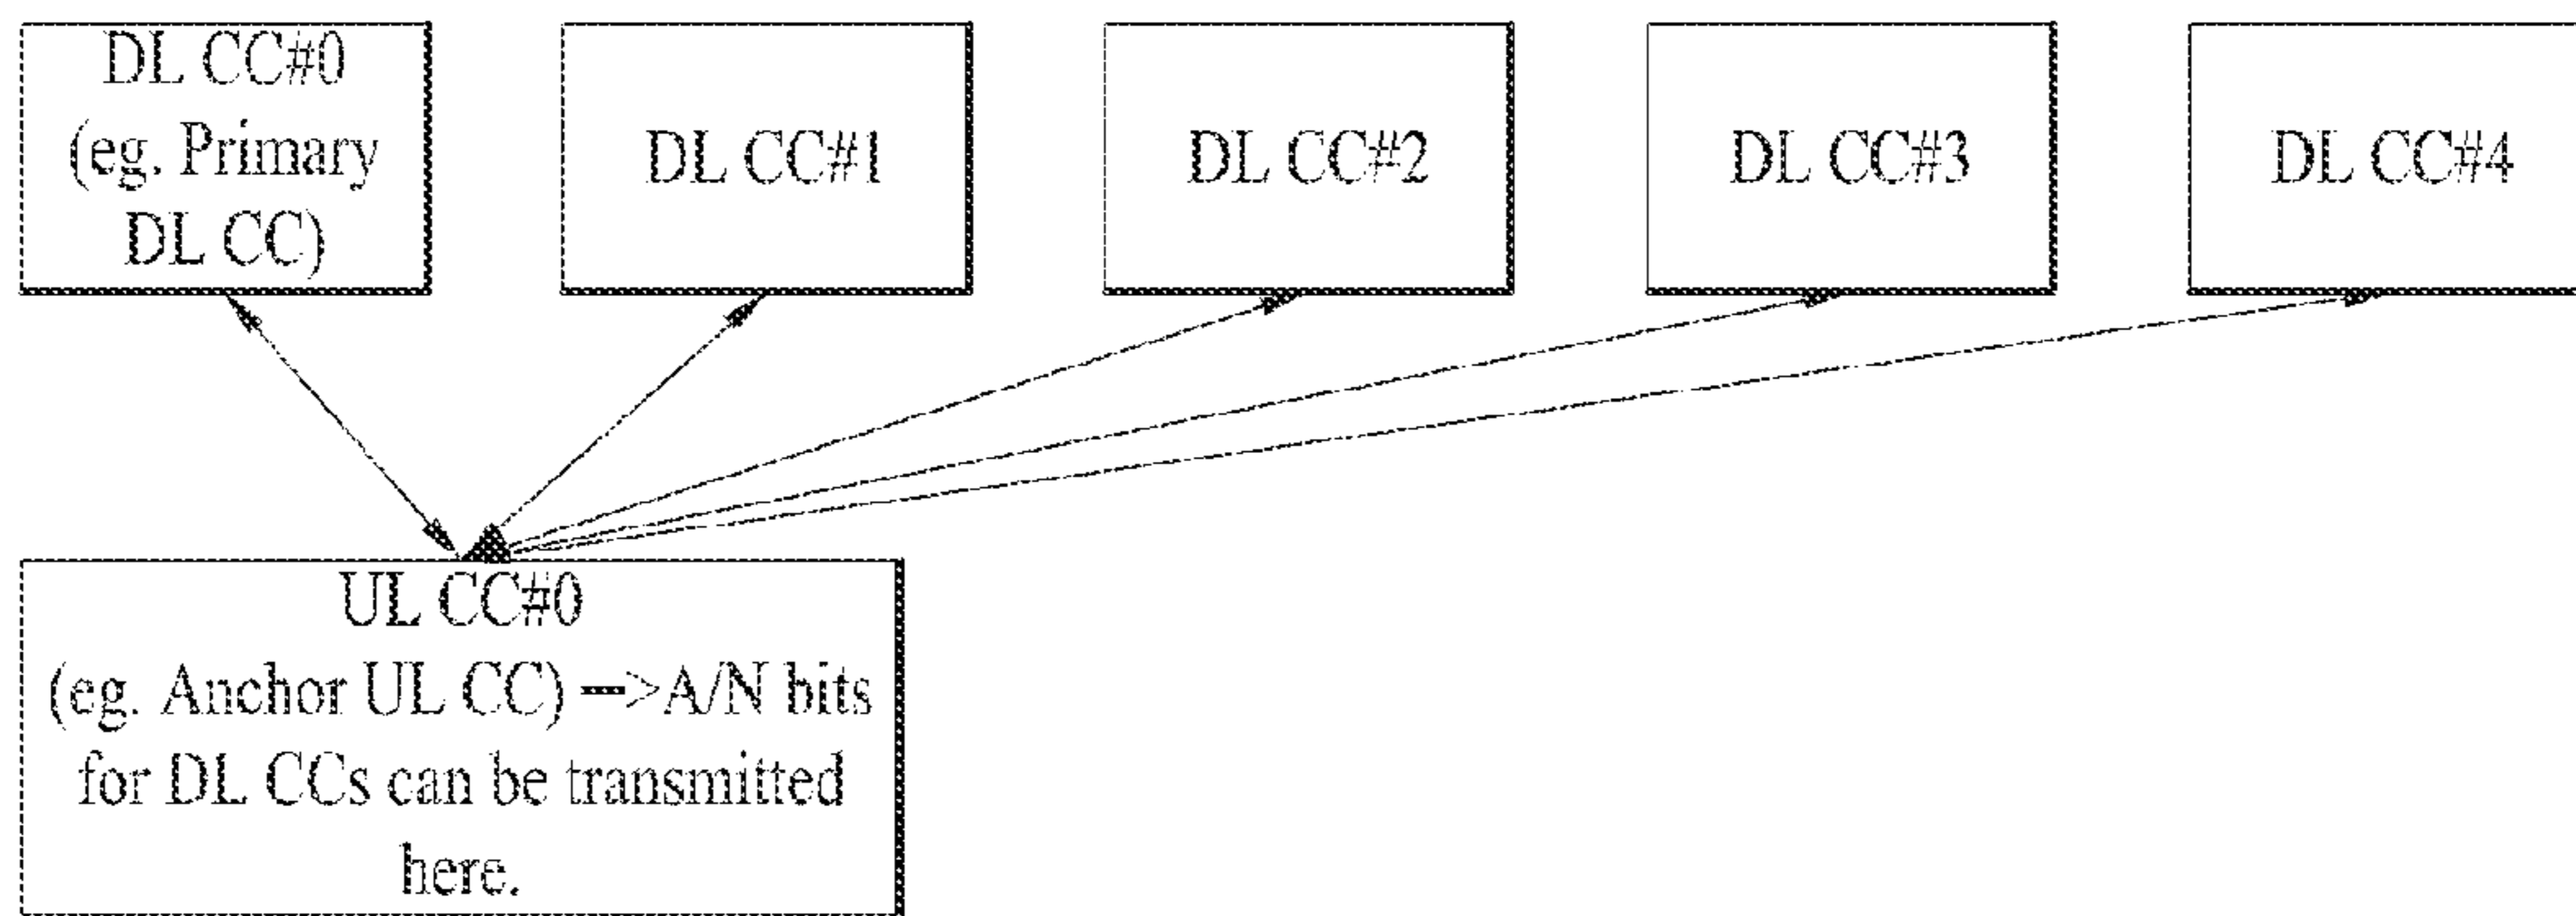 DL CC#0
(eg. Primary
DL CC)
DL CC#1
DL CC#2
DL CC#3
DL CC#4
UL CC#0
(eg. Anchor UL CC) -->A/N bits
for DL CCs can be transmitted
here.